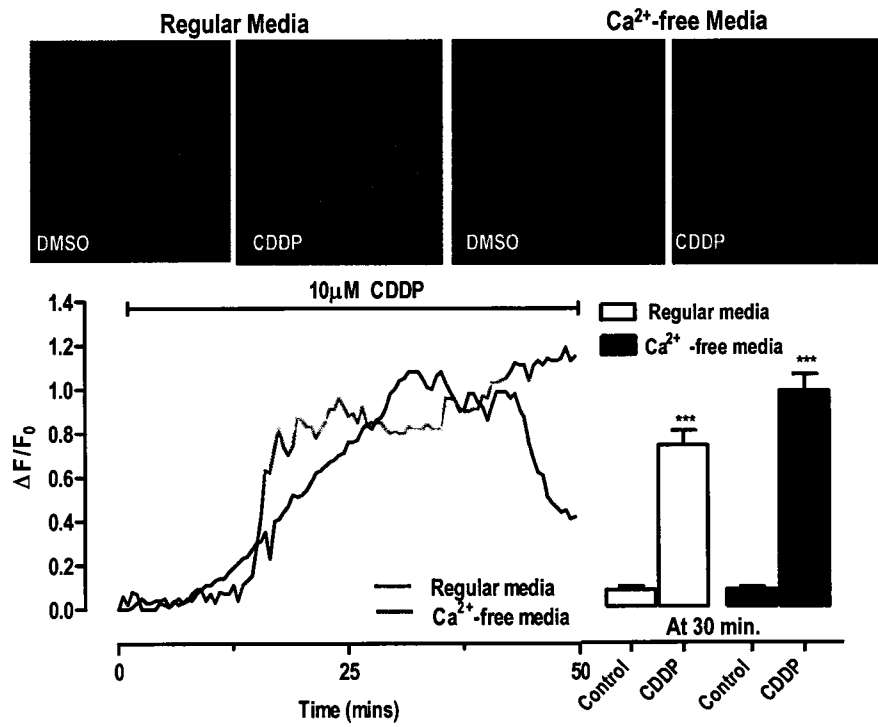 Regular Media
Ca²⁺-free Media
DMSO
CDDP
DMSO
CDDP
10µM CDDP
1.4
1.2
1.0
0.8
0.6
0.4
0.2
0.0
ΔF/F₀
Regular media
Ca²⁺-free media
0
25
50
Time (mins)
Regular media
Ca²⁺ -free media
***
***
At 30 min.
Control
CDDP
Control
CDDP